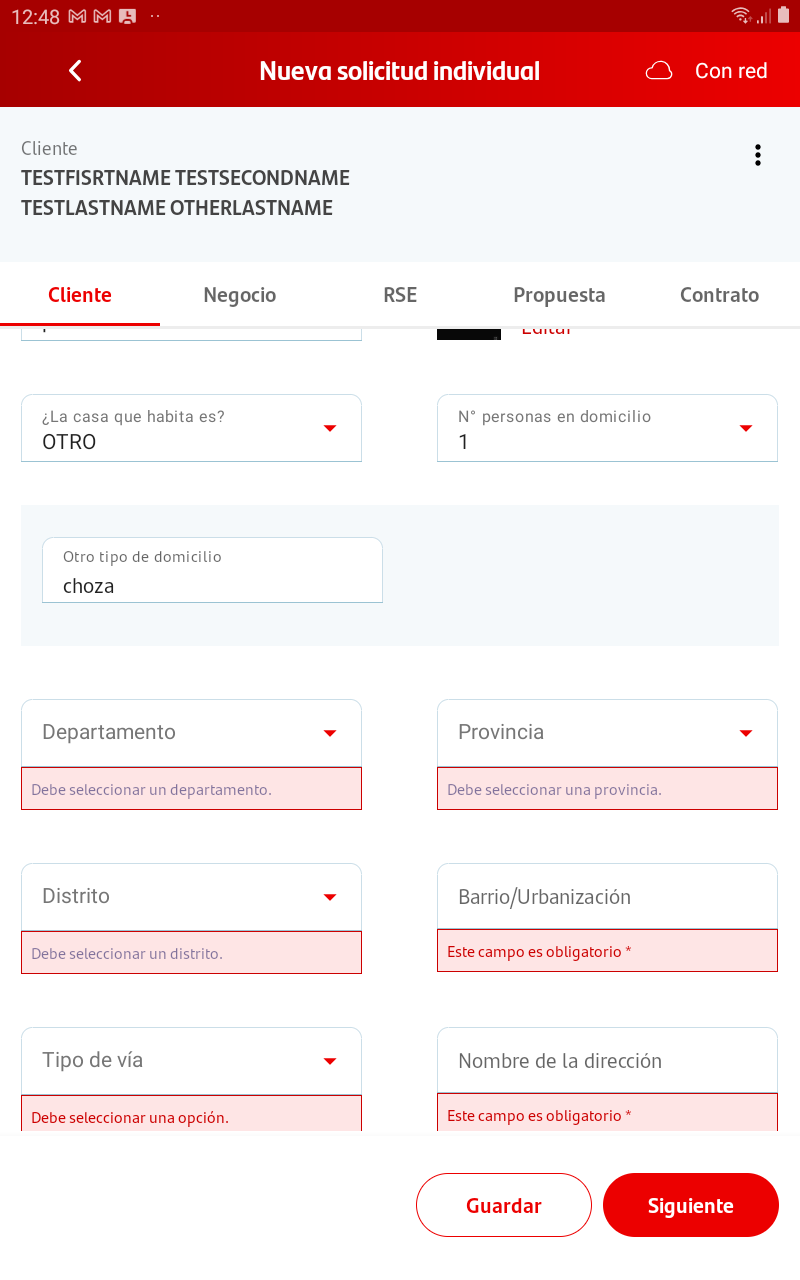 12:48
Nueva solicitud individual
Con red
Cliente
TESTFISRTNAME TESTSECONDNAME
TESTLASTNAME OTHERLASTNAME
Cliente Negocio RSE Propuesta Contrato
Editar
¿La casa que habita es?
OTRO
N° personas en domicilio
1
Otro tipo de domicilio
choza
Departamento
Debe seleccionar un departamento.
Provincia
Debe seleccionar una provincia.
Distrito
Debe seleccionar un distrito.
Barrio/Urbanización
Este campo es obligatorio *
Tipo de vía
Debe seleccionar una opción.
Nombre de la dirección
Este campo es obligatorio *
Guardar
Siguiente